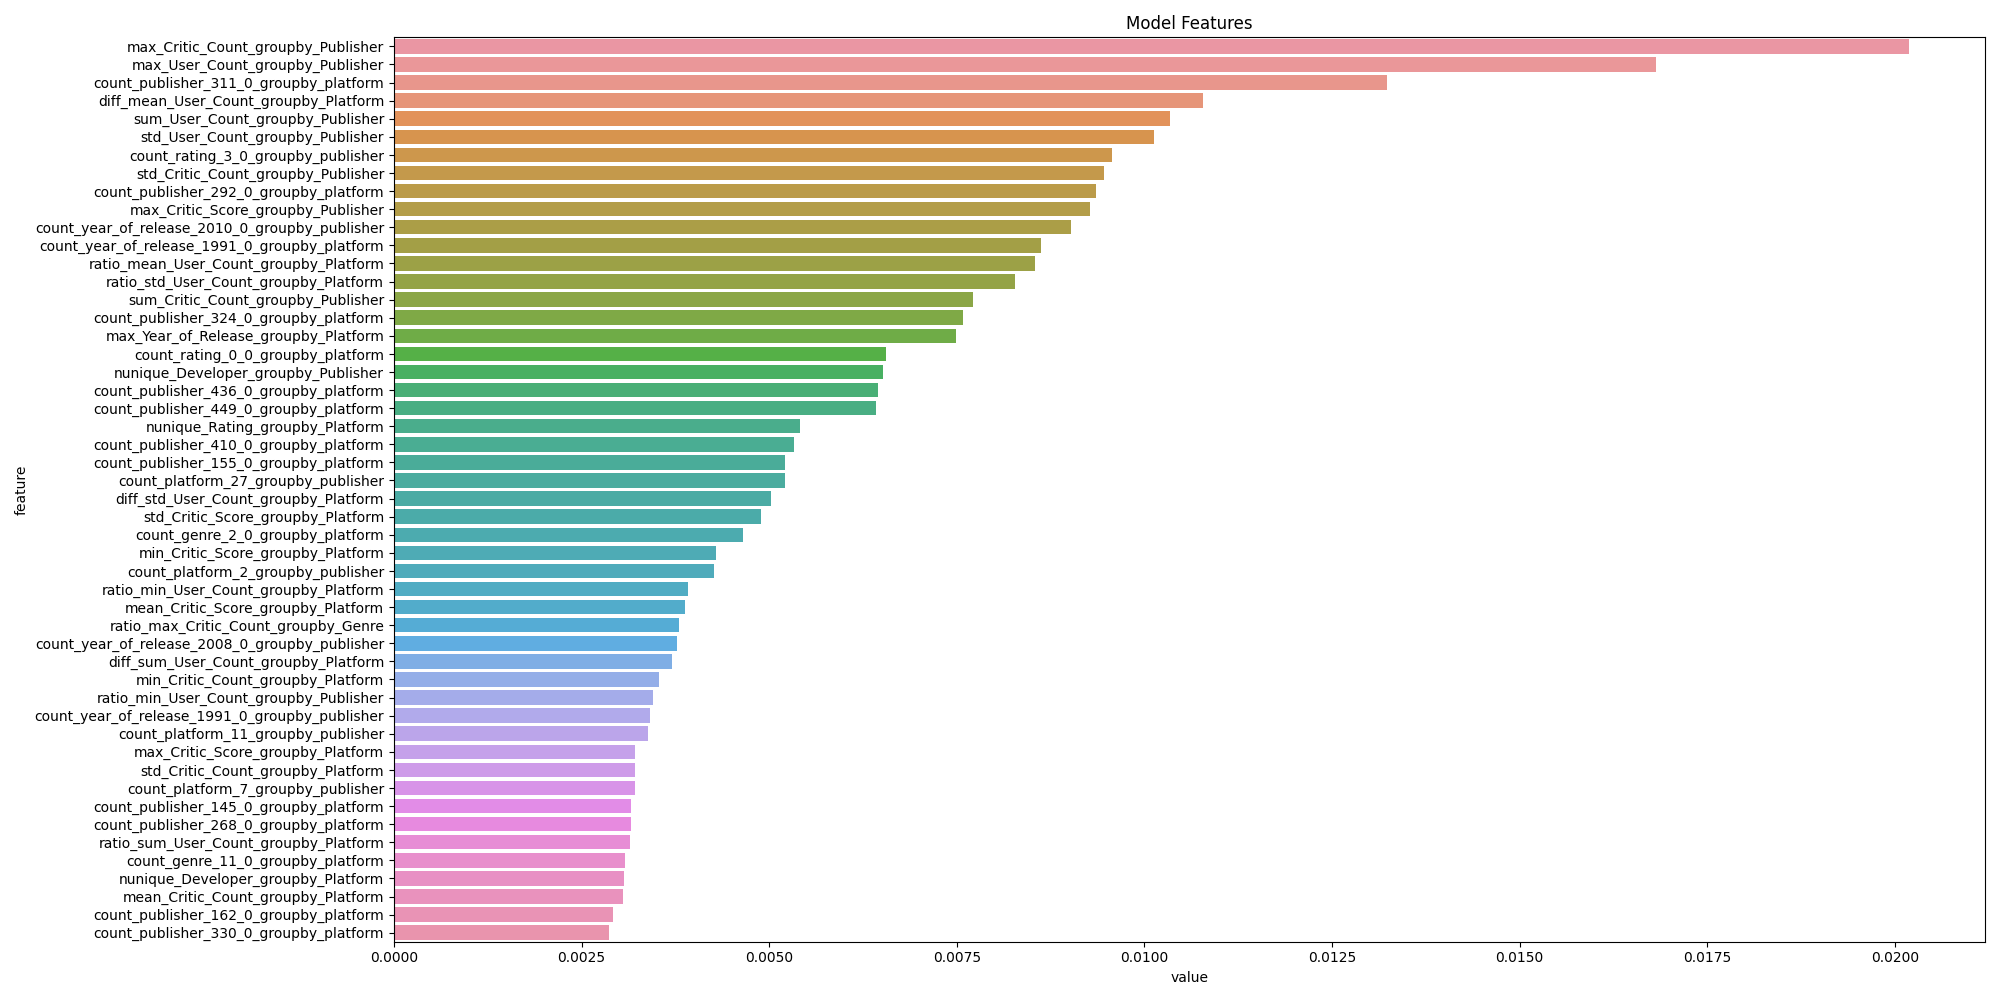 Model Features
max_Critic_Count_groupby_Publisher
max_User_Count_groupby_Publisher
count_publisher_311_0_groupby_platform
diff_mean_User_Count_groupby_Platform
sum_User_Count_groupby_Publisher
std_User_Count_groupby_Publisher
count_rating_3_0_groupby_publisher
std_Critic_Count_groupby_Publisher
count_publisher_292_0_groupby_platform
max_Critic_Score_groupby_Publisher
count_year_of_release_2010_0_groupby_publisher
count_year_of_release_1991_0_groupby_platform
ratio_mean_User_Count_groupby_Platform
ratio_std_User_Count_groupby_Platform
sum_Critic_Count_groupby_Publisher
count_publisher_324_0_groupby_platform
max_Year_of_Release_groupby_Platform
count_rating_0_0_groupby_platform
nunique_Developer_groupby_Publisher
count_publisher_436_0_groupby_platform
count_publisher_449_0_groupby_platform
nunique_Rating_groupby_Platform
count_publisher_410_0_groupby_platform
count_publisher_155_0_groupby_platform
count_platform_27_groupby_publisher
diff_std_User_Count_groupby_Platform
std_Critic_Score_groupby_Platform
count_genre_2_0_groupby_platform
min_Critic_Score_groupby_Platform
count_platform_2_groupby_publisher
ratio_min_User_Count_groupby_Platform
mean_Critic_Score_groupby_Platform
ratio_max_Critic_Count_groupby_Genre
count_year_of_release_2008_0_groupby_publisher
diff_sum_User_Count_groupby_Platform
min_Critic_Count_groupby_Platform
ratio_min_User_Count_groupby_Publisher
count_year_of_release_1991_0_groupby_publisher
count_platform_11_groupby_publisher
max_Critic_Score_groupby_Platform
std_Critic_Count_groupby_Platform
count_platform_7_groupby_publisher
count_publisher_145_0_groupby_platform
count_publisher_268_0_groupby_platform
ratio_sum_User_Count_groupby_Platform
count_genre_11_0_groupby_platform
nunique_Developer_groupby_Platform
mean_Critic_Count_groupby_Platform
count_publisher_162_0_groupby_platform
count_publisher_330_0_groupby_platform
feature
0.0000 0.0025 0.0050 0.0075 0.0100 0.0125 0.0150 0.0175 0.0200
value